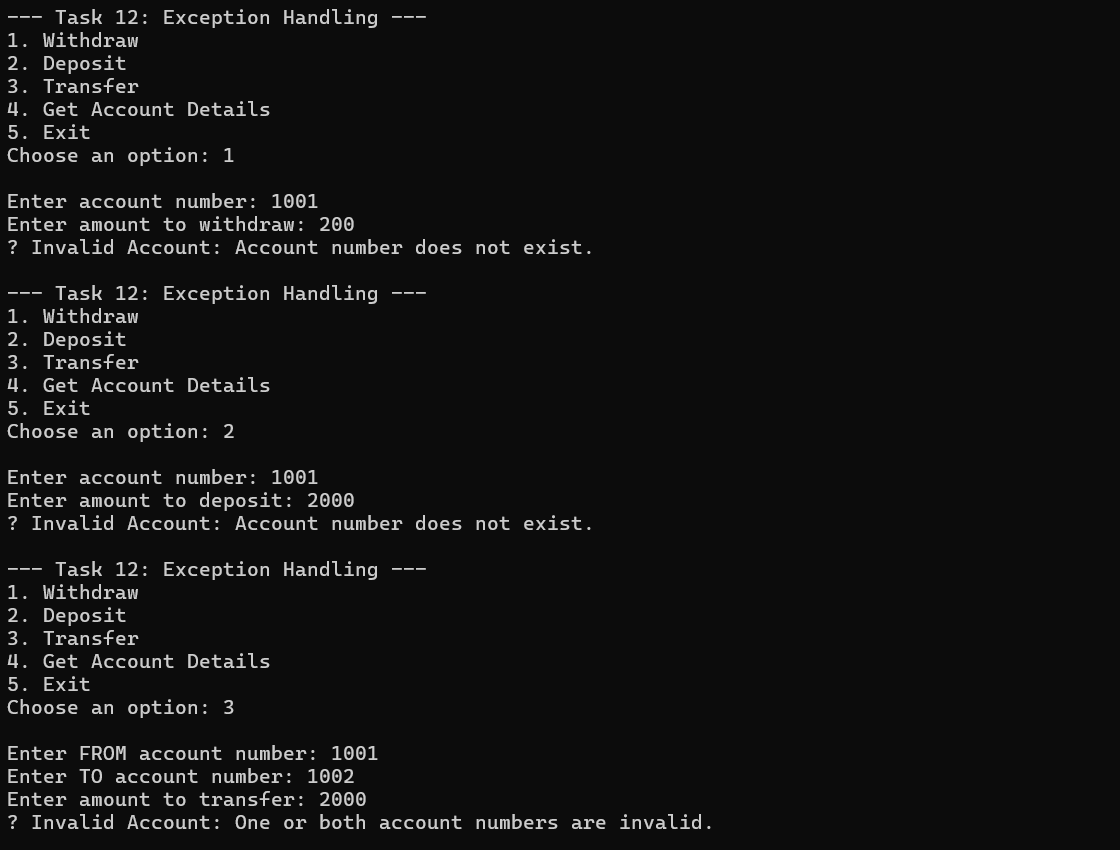 --- Task 12: Exception Handling ---
1. Withdraw
2. Deposit
3. Transfer
4. Get Account Details
5. Exit
Choose an option: 1
Enter account number: 1001
Enter amount to withdraw: 200
? Invalid Account: Account number does not exist.
--- Task 12: Exception Handling ---
1. Withdraw
2. Deposit
3. Transfer
4. Get Account Details
5. Exit
Choose an option: 2
Enter account number: 1001
Enter amount to deposit: 2000
? Invalid Account: Account number does not exist.
--- Task 12: Exception Handling ---
1. Withdraw
2. Deposit
3. Transfer
4. Get Account Details
5. Exit
Choose an option: 3
Enter FROM account number: 1001
Enter TO account number: 1002
Enter amount to transfer: 2000
? Invalid Account: One or both account numbers are invalid.